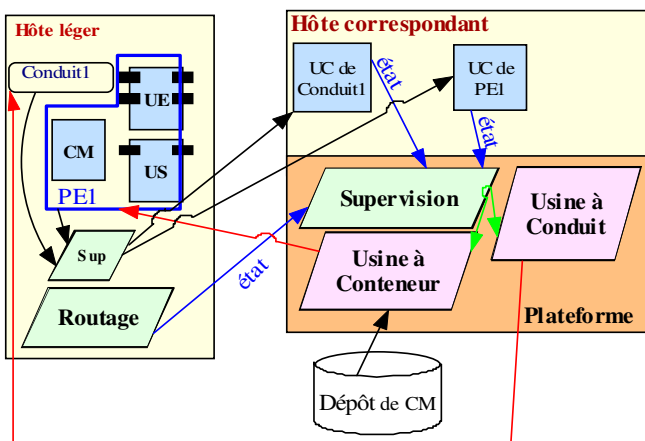 Hôte léger
Conduit1
UE
CM
US
PE1
Sup
Routage
état
Hôte correspondant
UC de
Conduit1
UC de
PE1
état
état
Supervision
Usine à
Conduit
Usine à
Conteneur
Plateforme
Dépôt de CM